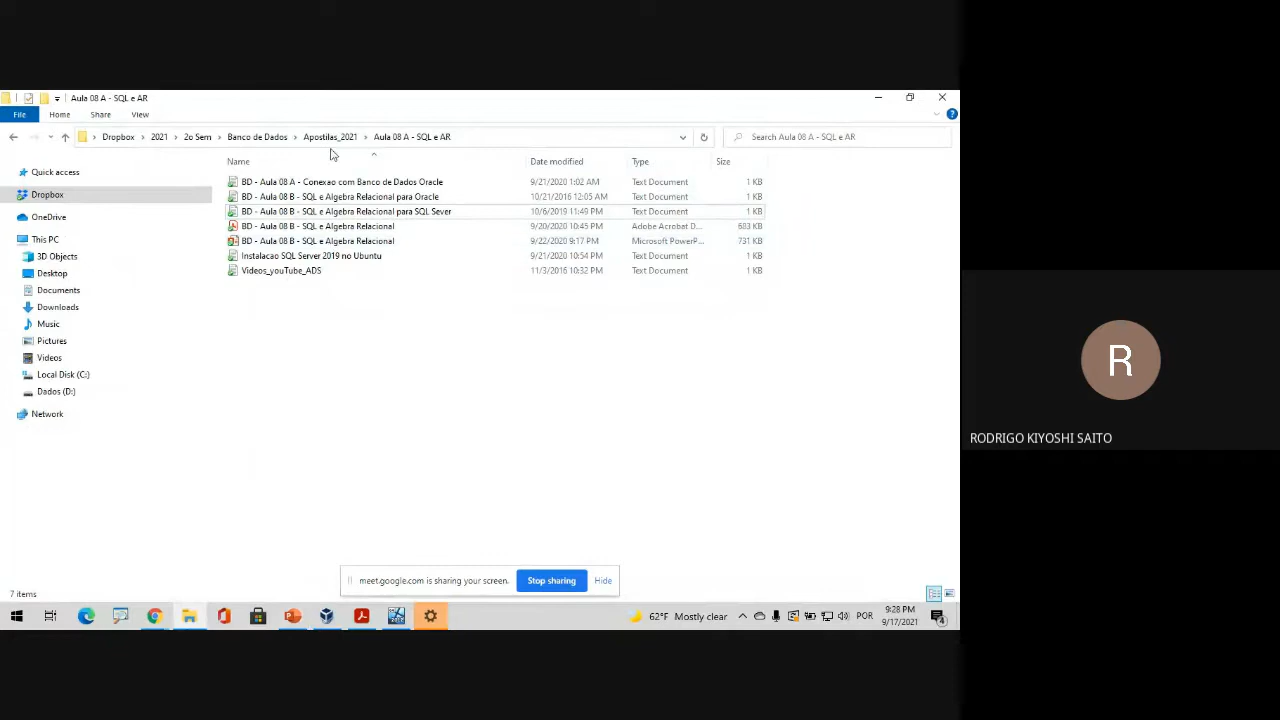 Aula 08 A - SQL e AR
File Home Share View
Dropbox > 2021 > 2o Sem > Banco de Dados > Apostilas_2021 > Aula 08 A - SQL e AR
Search Aula 08 A - SQL e AR
Name Date modified Type Size
BD - Aula 08 A - Conexao com Banco de Dados Oracle 9/21/2020 1:02 AM Text Document 1 KB
BD - Aula 08 B - SQL e Algebra Relacional para Oracle 10/21/2016 12:05 AM Text Document 1 KB
BD - Aula 08 B - SQL e Algebra Relacional para SQL Sever 10/6/2019 11:49 PM Text Document 1 KB
BD - Aula 08 B - SQL e Algebra Relacional 9/20/2020 10:45 PM Adobe Acrobat D... 683 KB
BD - Aula 08 B - SQL e Algebra Relacional 9/22/2020 9:17 PM Microsoft PowerP... 731 KB
Instalacao SQL Server 2019 no Ubuntu 9/21/2020 10:54 PM Text Document 1 KB
Videos_youTube_ADS 11/3/2016 10:32 PM Text Document 1 KB
Quick access
Dropbox
OneDrive
This PC
3D Objects
Desktop
Documents
Downloads
Music
Pictures
Videos
Local Disk (C:)
Dados (D:)
Network
R
RODRIGO KIYOSHI SAITO
meet.google.com is sharing your screen. Stop sharing Hide
7 items
62°F Mostly clear POR
9:28 PM
9/17/2021
4